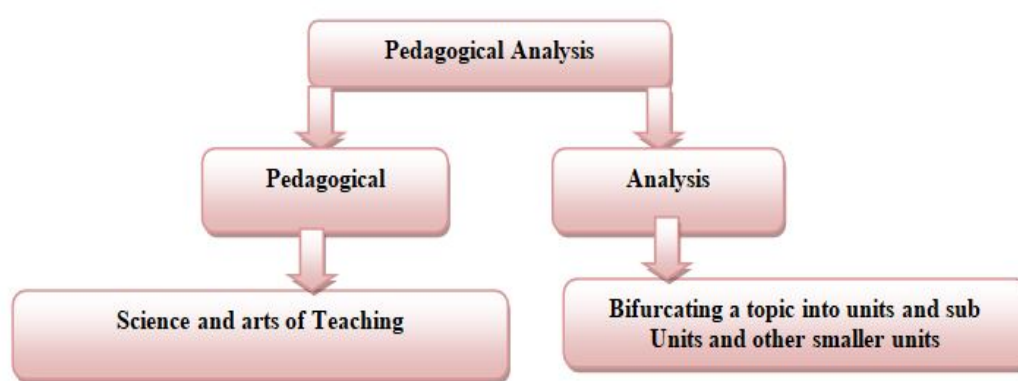 Pedagogical Analysis
Pedagogical
Analysis
Science and arts of Teaching
Bifurcating a topic into units and sub
Units and other smaller units